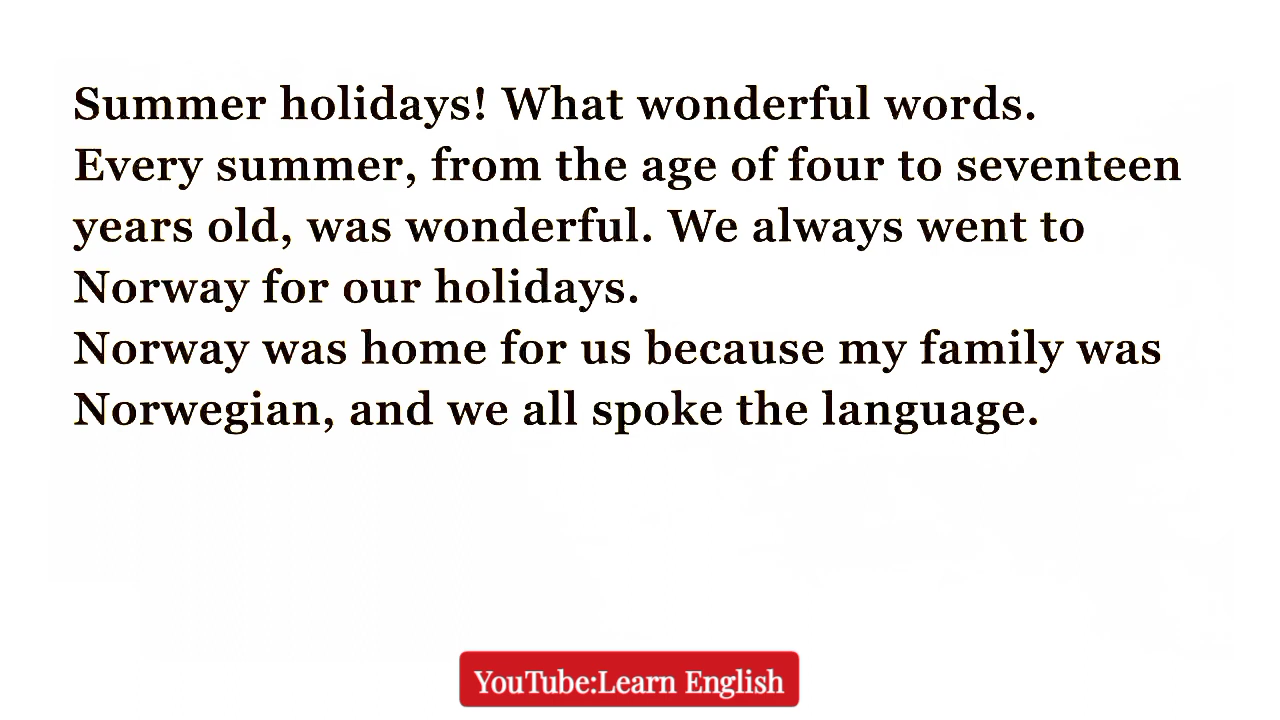 Summer holidays! What wonderful words.
Every summer, from the age of four to seventeen
years old, was wonderful. We always went to
Norway for our holidays.
Norway was home for us because my family was
Norwegian, and we all spoke the language.
YouTube:Learn English